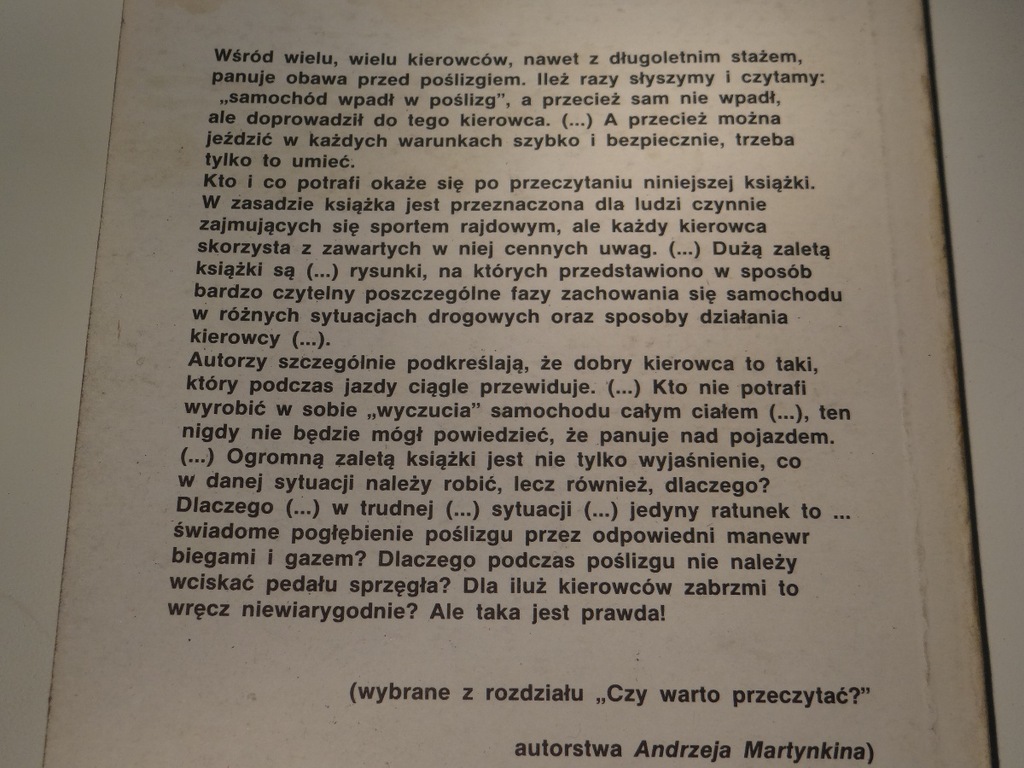 Wśród wielu, wielu kierowców, nawet z długoletnim stażem,
panuje obawa przed poślizgiem. Ileż razy słyszymy i czytamy:
„samochód wpadł w poślizg”, a przecież sam nie wpadł,
ale doprowadził do tego kierowca. (...) A przecież można
jeździć w każdych warunkach szybko i bezpiecznie, trzeba
tylko to umieć.
Kto i co potrafi okaże się po przeczytaniu niniejszej książki.
W zasadzie książka jest przeznaczona dla ludzi czynnie
zajmujących się sportem rajdowym, ale każdy kierowca
skorzysta z zawartych w niej cennych uwag. (...) Dużą zaletą
książki są (...) rysunki, na których przedstawiono w sposób
bardzo czytelny poszczególne fazy zachowania się samochodu
w różnych sytuacjach drogowych oraz sposoby działania
kierowcy (...).
Autorzy szczególnie podkreślają, że dobry kierowca to taki,
który podczas jazdy ciągle przewiduje. (...) Kto nie potrafi
wyrobić w sobie „wyczucia” samochodu całym ciałem (...), ten
nigdy nie będzie mógł powiedzieć, że panuje nad pojazdem.
(...) Ogromną zaletą książki jest nie tylko wyjaśnienie, co
w danej sytuacji należy robić, lecz również, dlaczego?
Dlaczego (...) w trudnej (...) sytuacji (...) jedyny ratunek to ...
świadome pogłębienie poślizgu przez odpowiedni manewr
biegami i gazem? Dlaczego podczas poślizgu nie należy
wciskać pedału sprzęgła? Dla iluż kierowców zabrzmi to
wręcz niewiarygodnie? Ale taka jest prawda!
(wybrane z rozdziału „Czy warto przeczytać?”
autorstwa Andrzeja Martynkina)